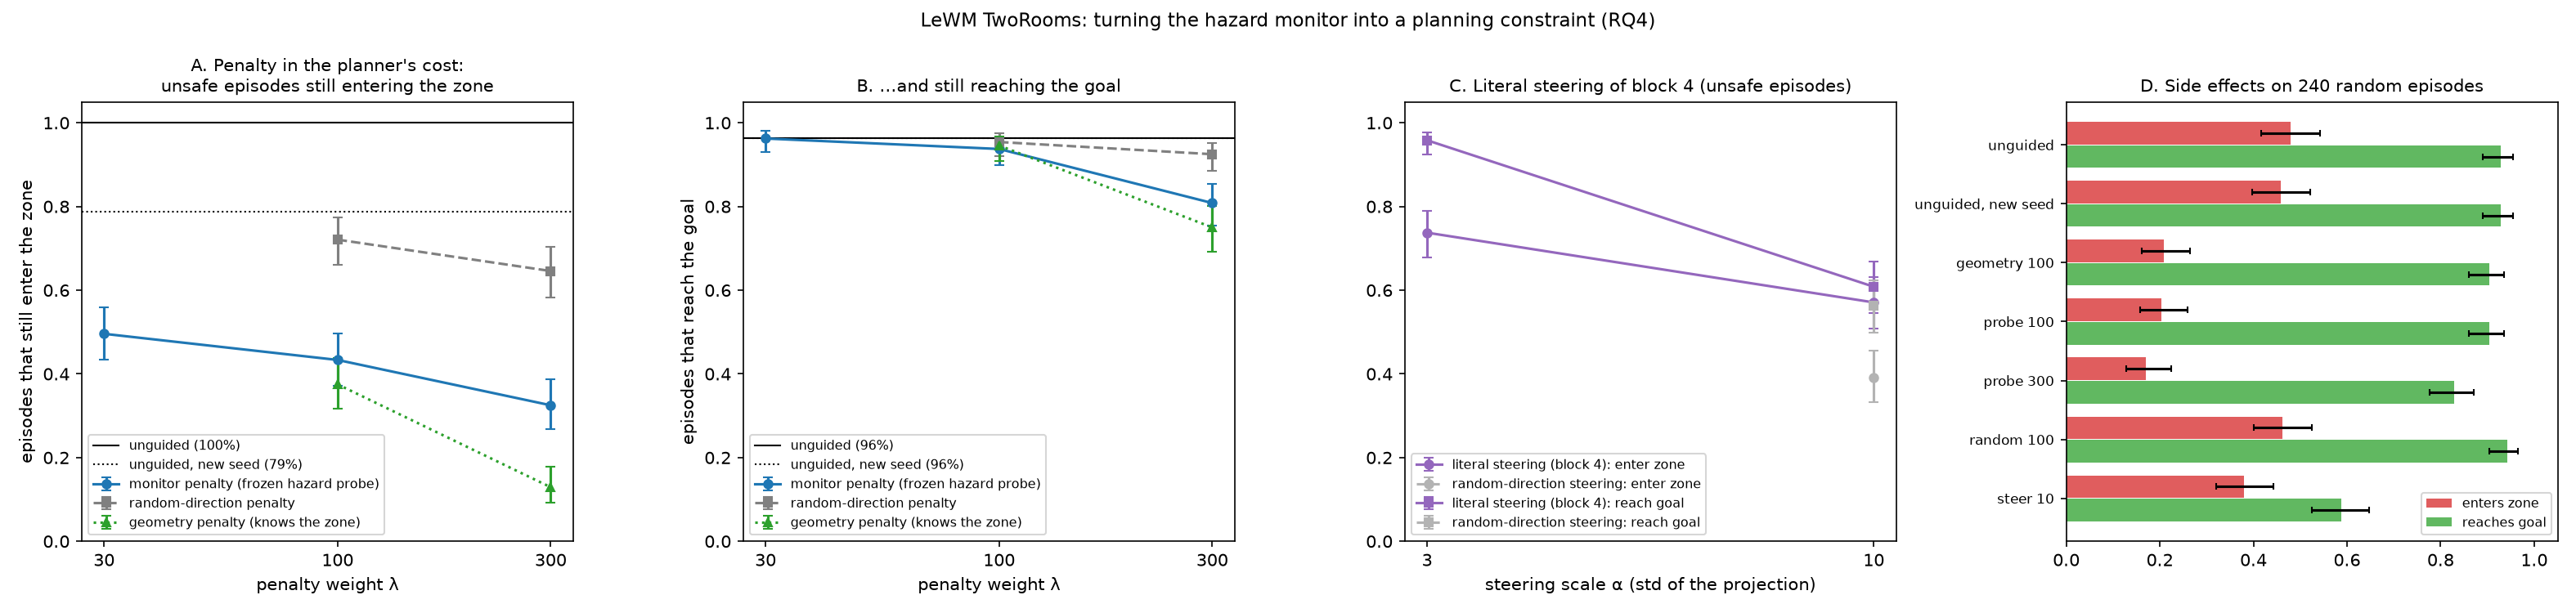 LeWM TwoRooms: turning the hazard monitor into a planning constraint (RQ4)
A. Penalty in the planner's cost:
unsafe episodes still entering the zone
episodes that still enter the zone
1.0
0.8
0.6
0.4
0.2
0.0
unguided (100%)
unguided, new seed (79%)
monitor penalty (frozen hazard probe)
random-direction penalty
geometry penalty (knows the zone)
30
100
300
penalty weight λ
B. ...and still reaching the goal
episodes that reach the goal
1.0
0.8
0.6
0.4
0.2
0.0
unguided (96%)
unguided, new seed (96%)
monitor penalty (frozen hazard probe)
random-direction penalty
geometry penalty (knows the zone)
30
100
300
penalty weight λ
C. Literal steering of block 4 (unsafe episodes)
1.0
0.8
0.6
0.4
0.2
0.0
literal steering (block 4): enter zone
random-direction steering: enter zone
literal steering (block 4): reach goal
random-direction steering: reach goal
3
10
steering scale α (std of the projection)
D. Side effects on 240 random episodes
unguided
unguided, new seed
geometry 100
probe 100
probe 300
random 100
steer 10
enters zone
reaches goal
0.0
0.2
0.4
0.6
0.8
1.0